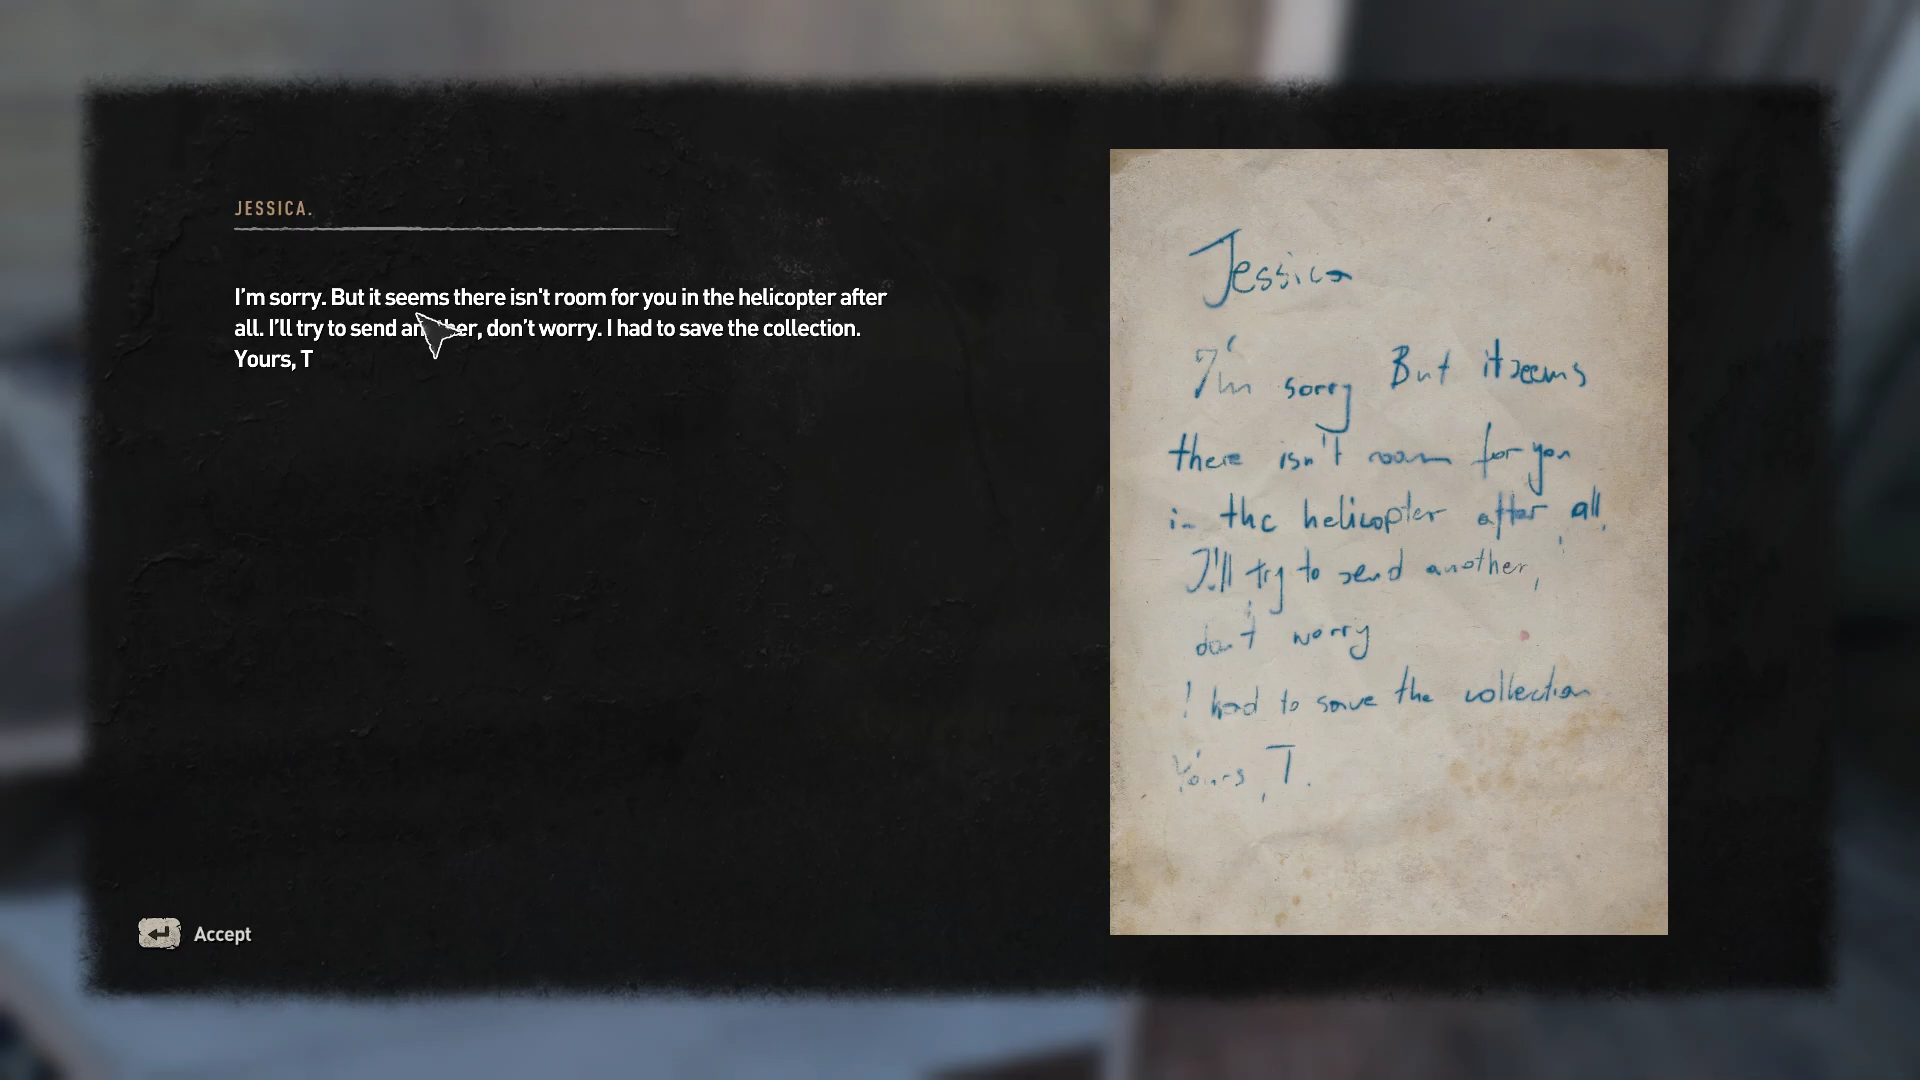 JESSICA.
I'm sorry. But it seems there isn't room for you in the helicopter after
all. I'll try to send another, don't worry. I had to save the collection.
Yours, T
Accept
Jessica
I'm sorry But it seems
there isn't room for you
in the helicopter after all,
I'll try to send another,
don't worry
I had to save the collection
Yours, T.